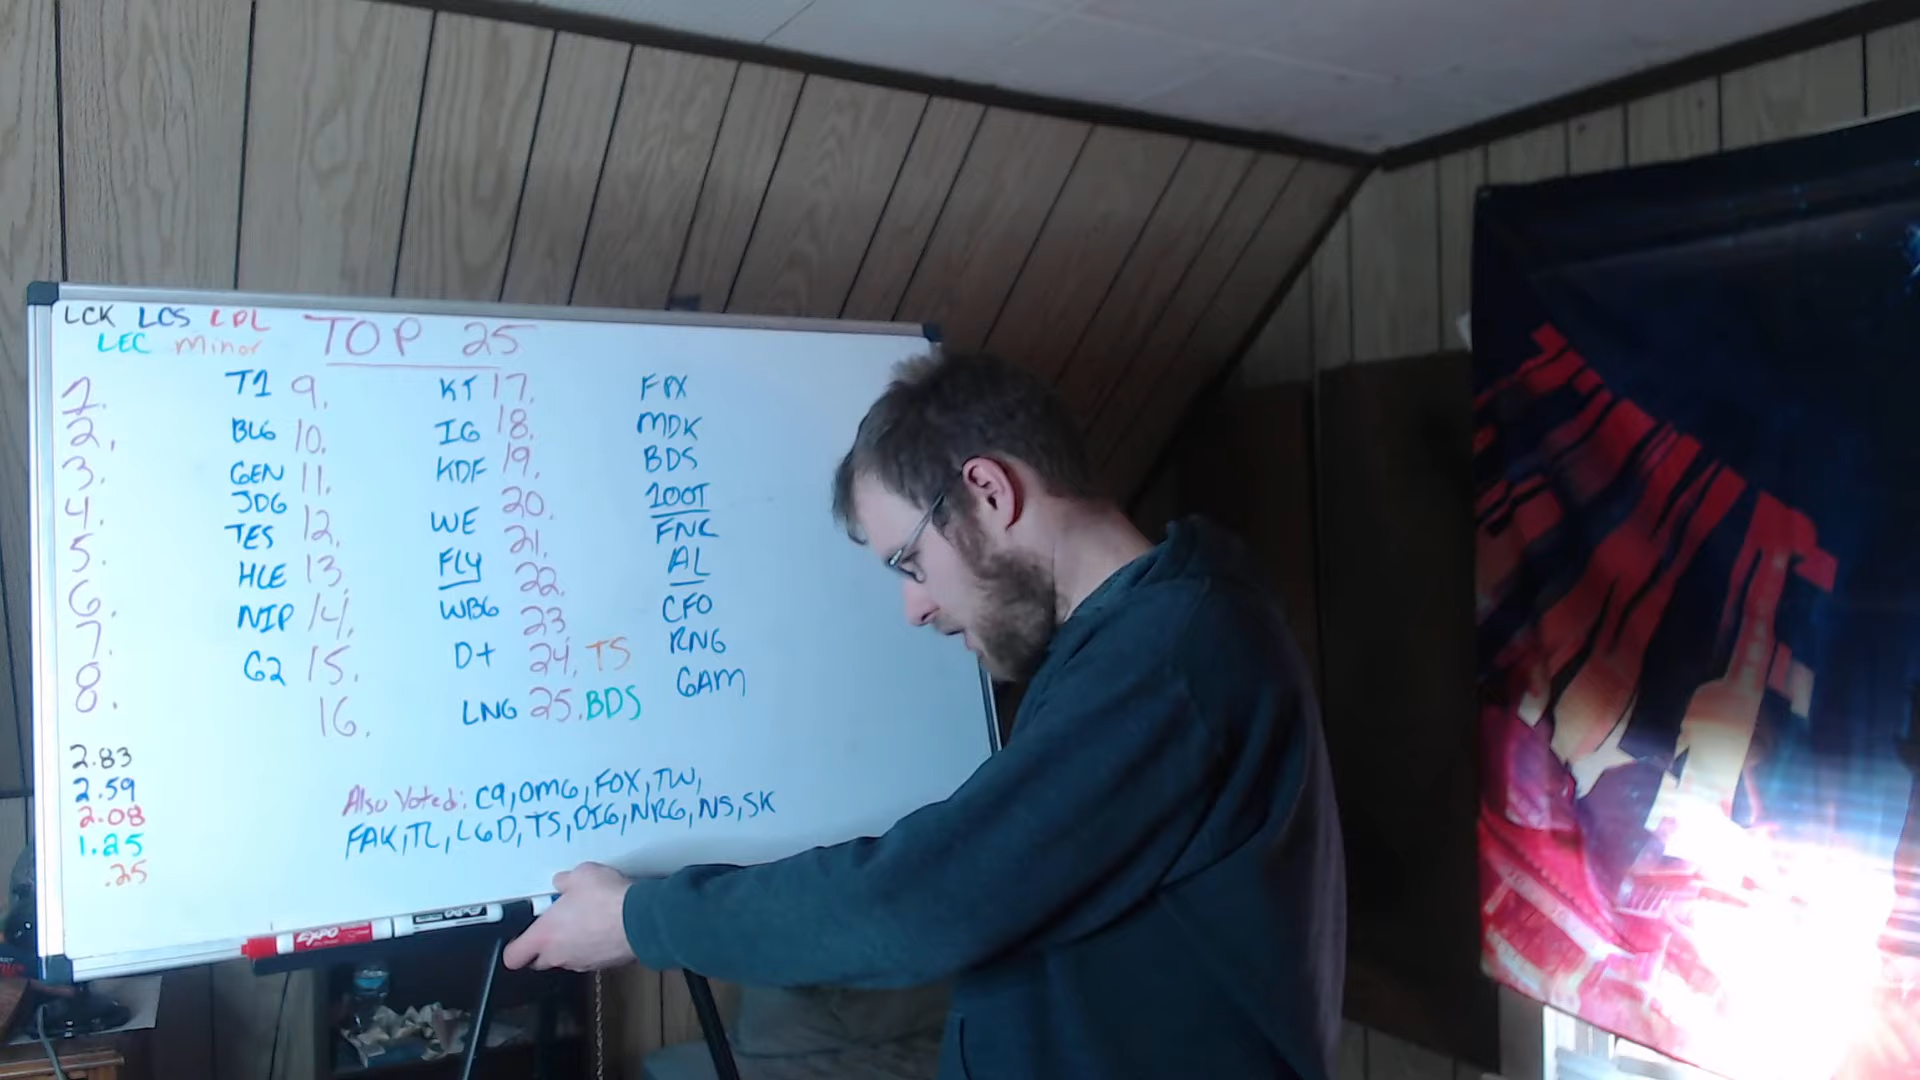 LCK LCS LPL
LEC Minor TOP 25
1. T1 9. KT 17. FPX
2. BLG 10. IG 18. MDK
3. GEN 11. KDF 19. BDS
4. JDG 12. WE 20. 100T
5. TES 13. FLY 21. FNC
6. HLE 14. WBG 22. AL
7. NIP 15. D+ 23. CFO
8. G2 16. LNG 24. TS RNG
25. BDS GAM
2.83
2.59
2.08
1.25
.25
Also Voted: C9, OMG, FOX, TW,
FAK, TL, LGD, TS, DIG, NRG, NS, SK
EXPO
EXPO